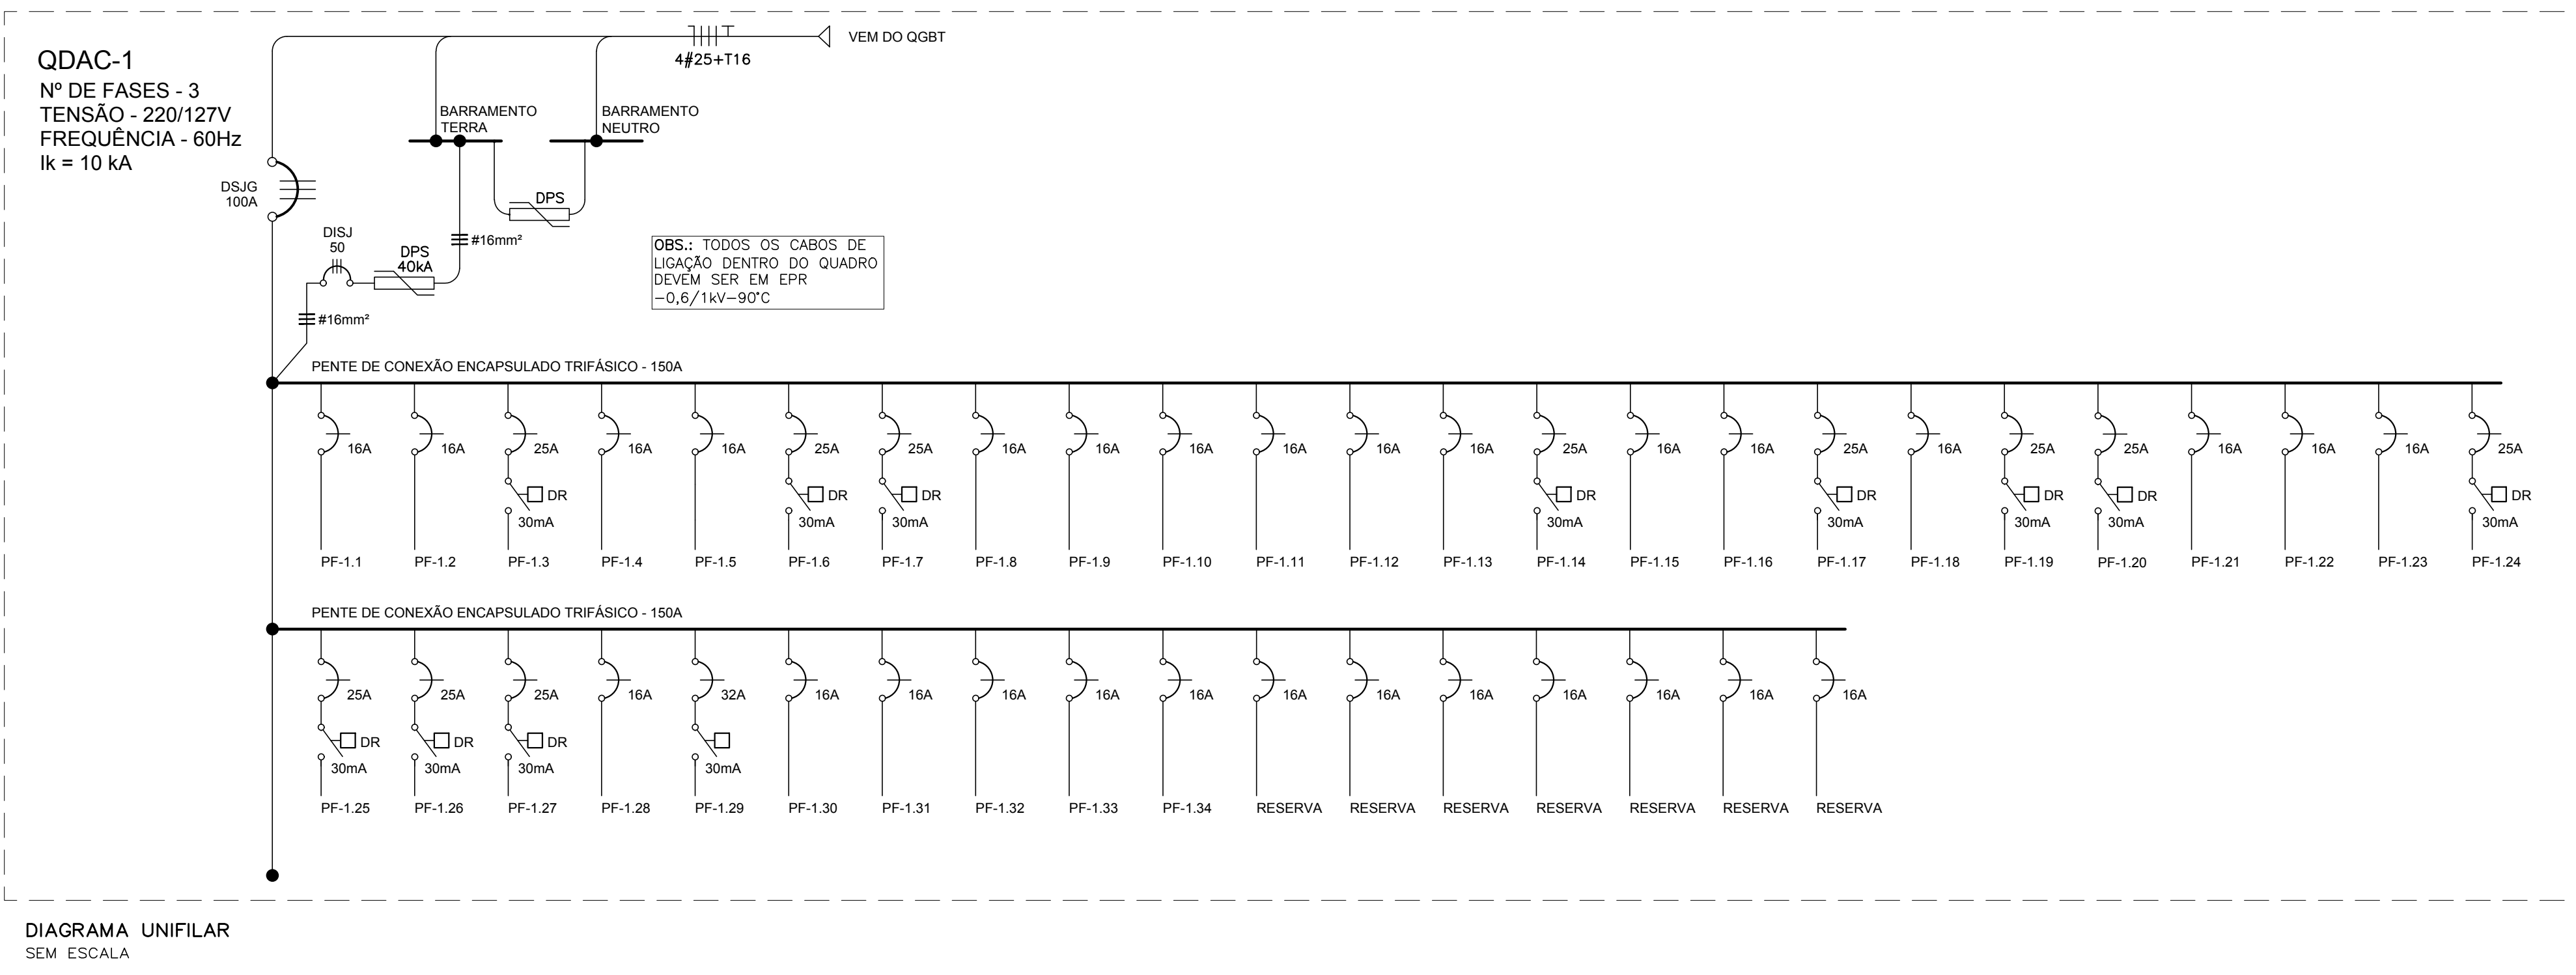 VEM DO QGBT
4#25+T16
QDAC-1
Nº DE FASES - 3
TENSÃO - 220/127V
FREQUÊNCIA - 60Hz
Ik = 10 kA
BARRAMENTO
TERRA
BARRAMENTO
NEUTRO
DSJG
100A
DPS
DISJ
50
#16mm²
DPS
40kA
OBS.: TODOS OS CABOS DE
LIGAÇÃO DENTRO DO QUADRO
DEVEM SER EM EPR
-0,6/1kV-90°C
#16mm²
PENTE DE CONEXÃO ENCAPSULADO TRIFÁSICO - 150A
16A 16A 25A 16A 16A 25A 25A 16A 16A 16A 16A 16A 16A 25A 16A 16A 25A 16A 25A 25A 16A 16A 16A 25A
DR DR DR DR DR DR DR DR
30mA 30mA 30mA 30mA 30mA 30mA 30mA 30mA
PF-1.1 PF-1.2 PF-1.3 PF-1.4 PF-1.5 PF-1.6 PF-1.7 PF-1.8 PF-1.9 PF-1.10 PF-1.11 PF-1.12 PF-1.13 PF-1.14 PF-1.15 PF-1.16 PF-1.17 PF-1.18 PF-1.19 PF-1.20 PF-1.21 PF-1.22 PF-1.23 PF-1.24
PENTE DE CONEXÃO ENCAPSULADO TRIFÁSICO - 150A
25A 25A 25A 16A 32A 16A 16A 16A 16A 16A 16A 16A 16A 16A 16A 16A 16A
DR DR DR
30mA 30mA 30mA 30mA
PF-1.25 PF-1.26 PF-1.27 PF-1.28 PF-1.29 PF-1.30 PF-1.31 PF-1.32 PF-1.33 PF-1.34 RESERVA RESERVA RESERVA RESERVA RESERVA RESERVA RESERVA
DIAGRAMA UNIFILAR
SEM ESCALA